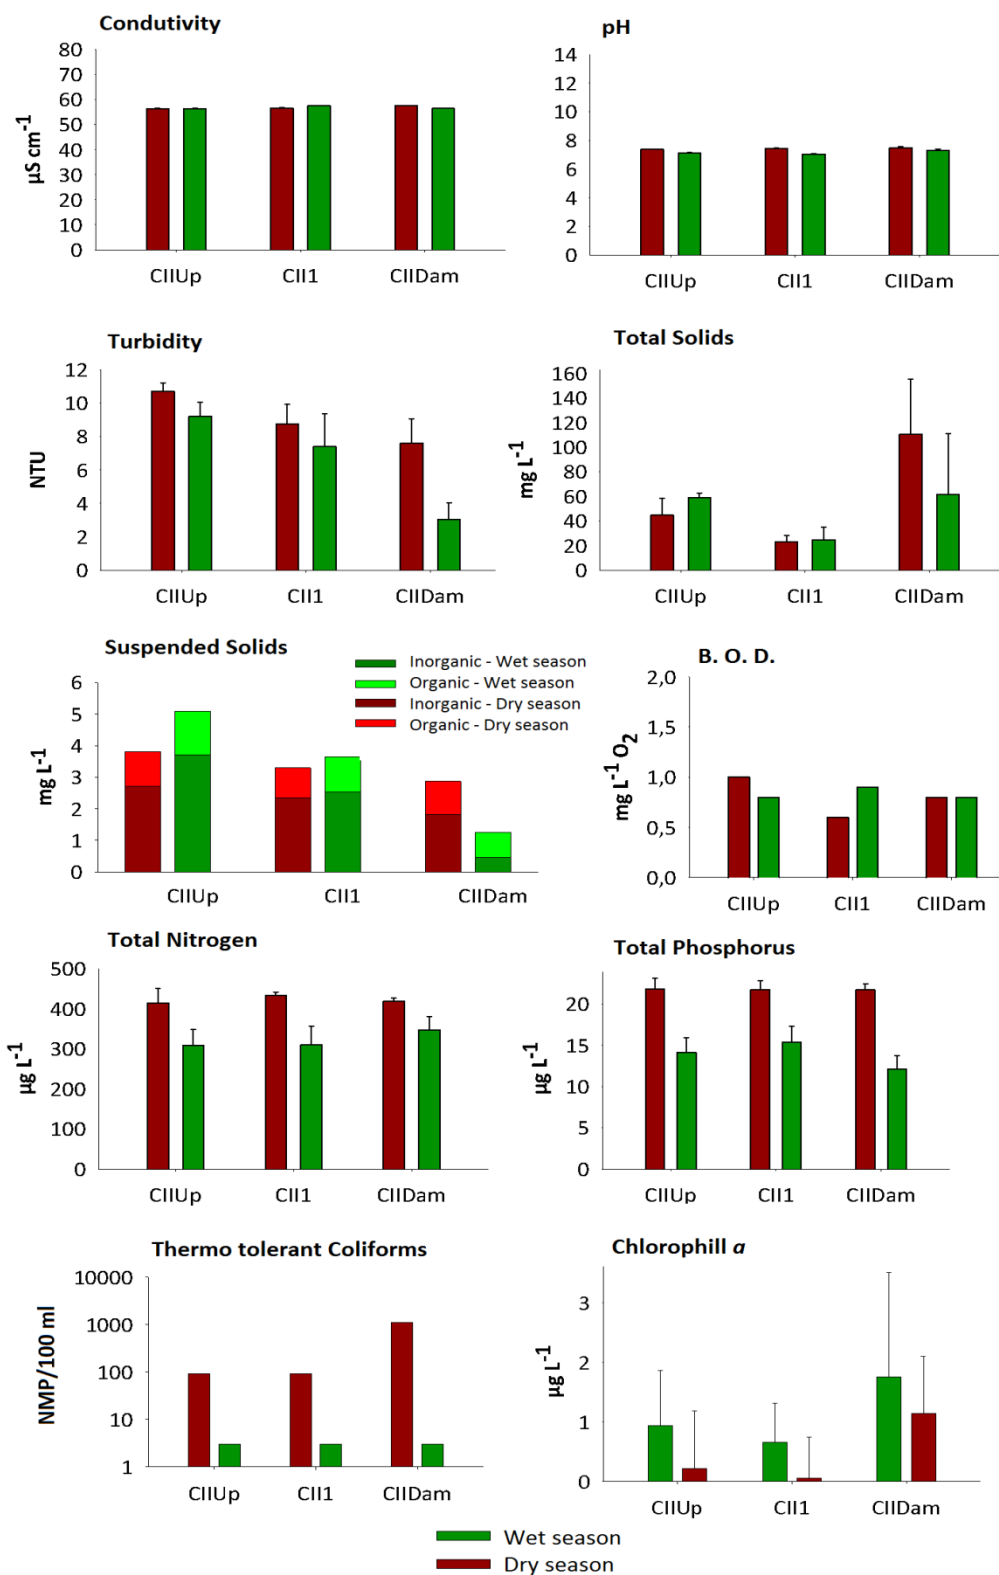 Condutivity
80
70
60
50
40
30
20
10
0
µS cm-1
CIIUp CII1 CIIDam
pH
14
12
10
8
6
4
2
0
CIIUp CII1 CIIDam
Turbidity
12
10
8
6
4
2
0
NTU
CIIUp CII1 CIIDam
Total Solids
160
140
120
100
80
60
40
20
0
mg L-1
CIIUp CII1 CIIDam
Suspended Solids
Inorganic - Wet season
Organic - Wet season
Inorganic - Dry season
Organic - Dry season
6
5
4
3
2
1
0
mg L-1
CIIUp CII1 CIIDam
B. O. D.
2,0
1,5
1,0
0,5
0,0
mg L-1 O2
CIIUp CII1 CIIDam
Total Nitrogen
500
400
300
200
100
0
µg L-1
CIIUp CII1 CIIDam
Total Phosphorus
20
15
10
5
0
µg L-1
CIIUp CII1 CIIDam
Thermo tolerant Coliforms
10000
1000
100
10
1
NMP/100 ml
CIIUp CII1 CIIDam
Chlorophill a
3
2
1
0
µg L-1
CIIUp CII1 CIIDam
Wet season
Dry season